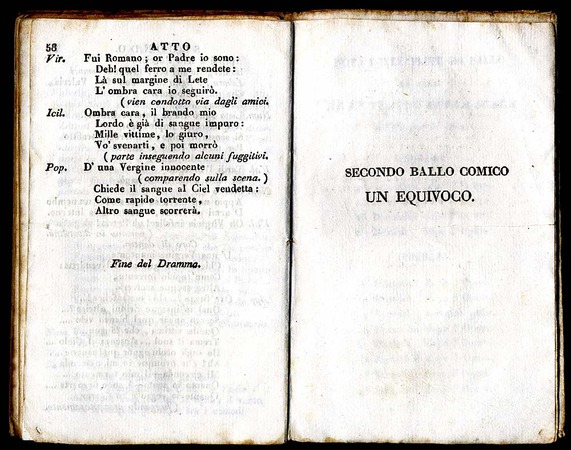 56 ATTO
Vir. Fui Romano; or Padre io sono:
Deh! quel ferro a me rendete:
Là sul margine di Lete
L'ombra cara io seguirò.
(vien condotto via dagli amici.
Icil. Ombra cara, il brando mio
Lordo è già di sangue impuro:
Mille vittime, lo giuro,
Vo' svenarti, e poi morrò
(parte inseguendo alcuni fuggitivi.
Pop. D'una Vergine innocente
(comparendo sulla scena.)
Chiede il sangue al Ciel vendetta:
Come rapido torrente,
Altro sangue scorrerà.
Fine del Dramma.
SECONDO BALLO COMICO
UN EQUIVOCO.